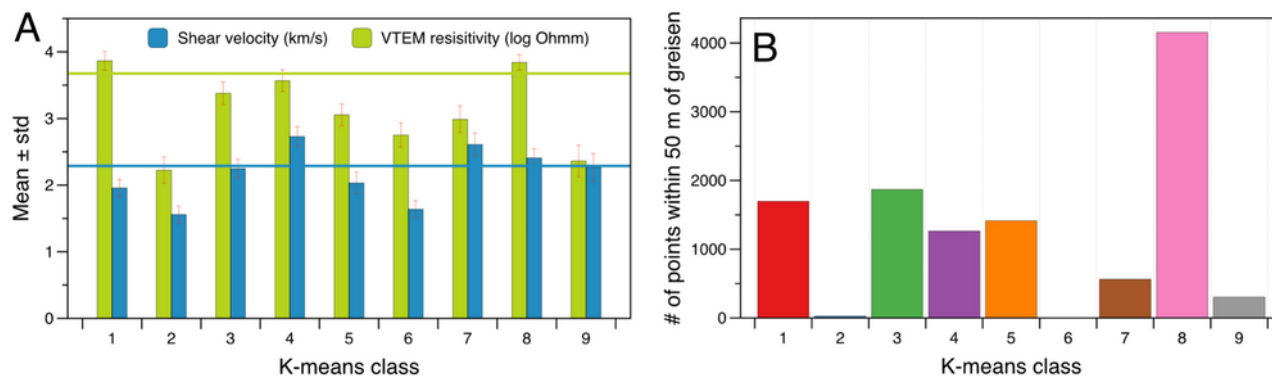 A
Shear velocity (km/s) VTEM resisitivity (log Ohmm)
Mean ± std
4
3
2
1
0
1 2 3 4 5 6 7 8 9
K-means class
B
# of points within 50 m of greisen
4000
3000
2000
1000
0
1 2 3 4 5 6 7 8 9
K-means class